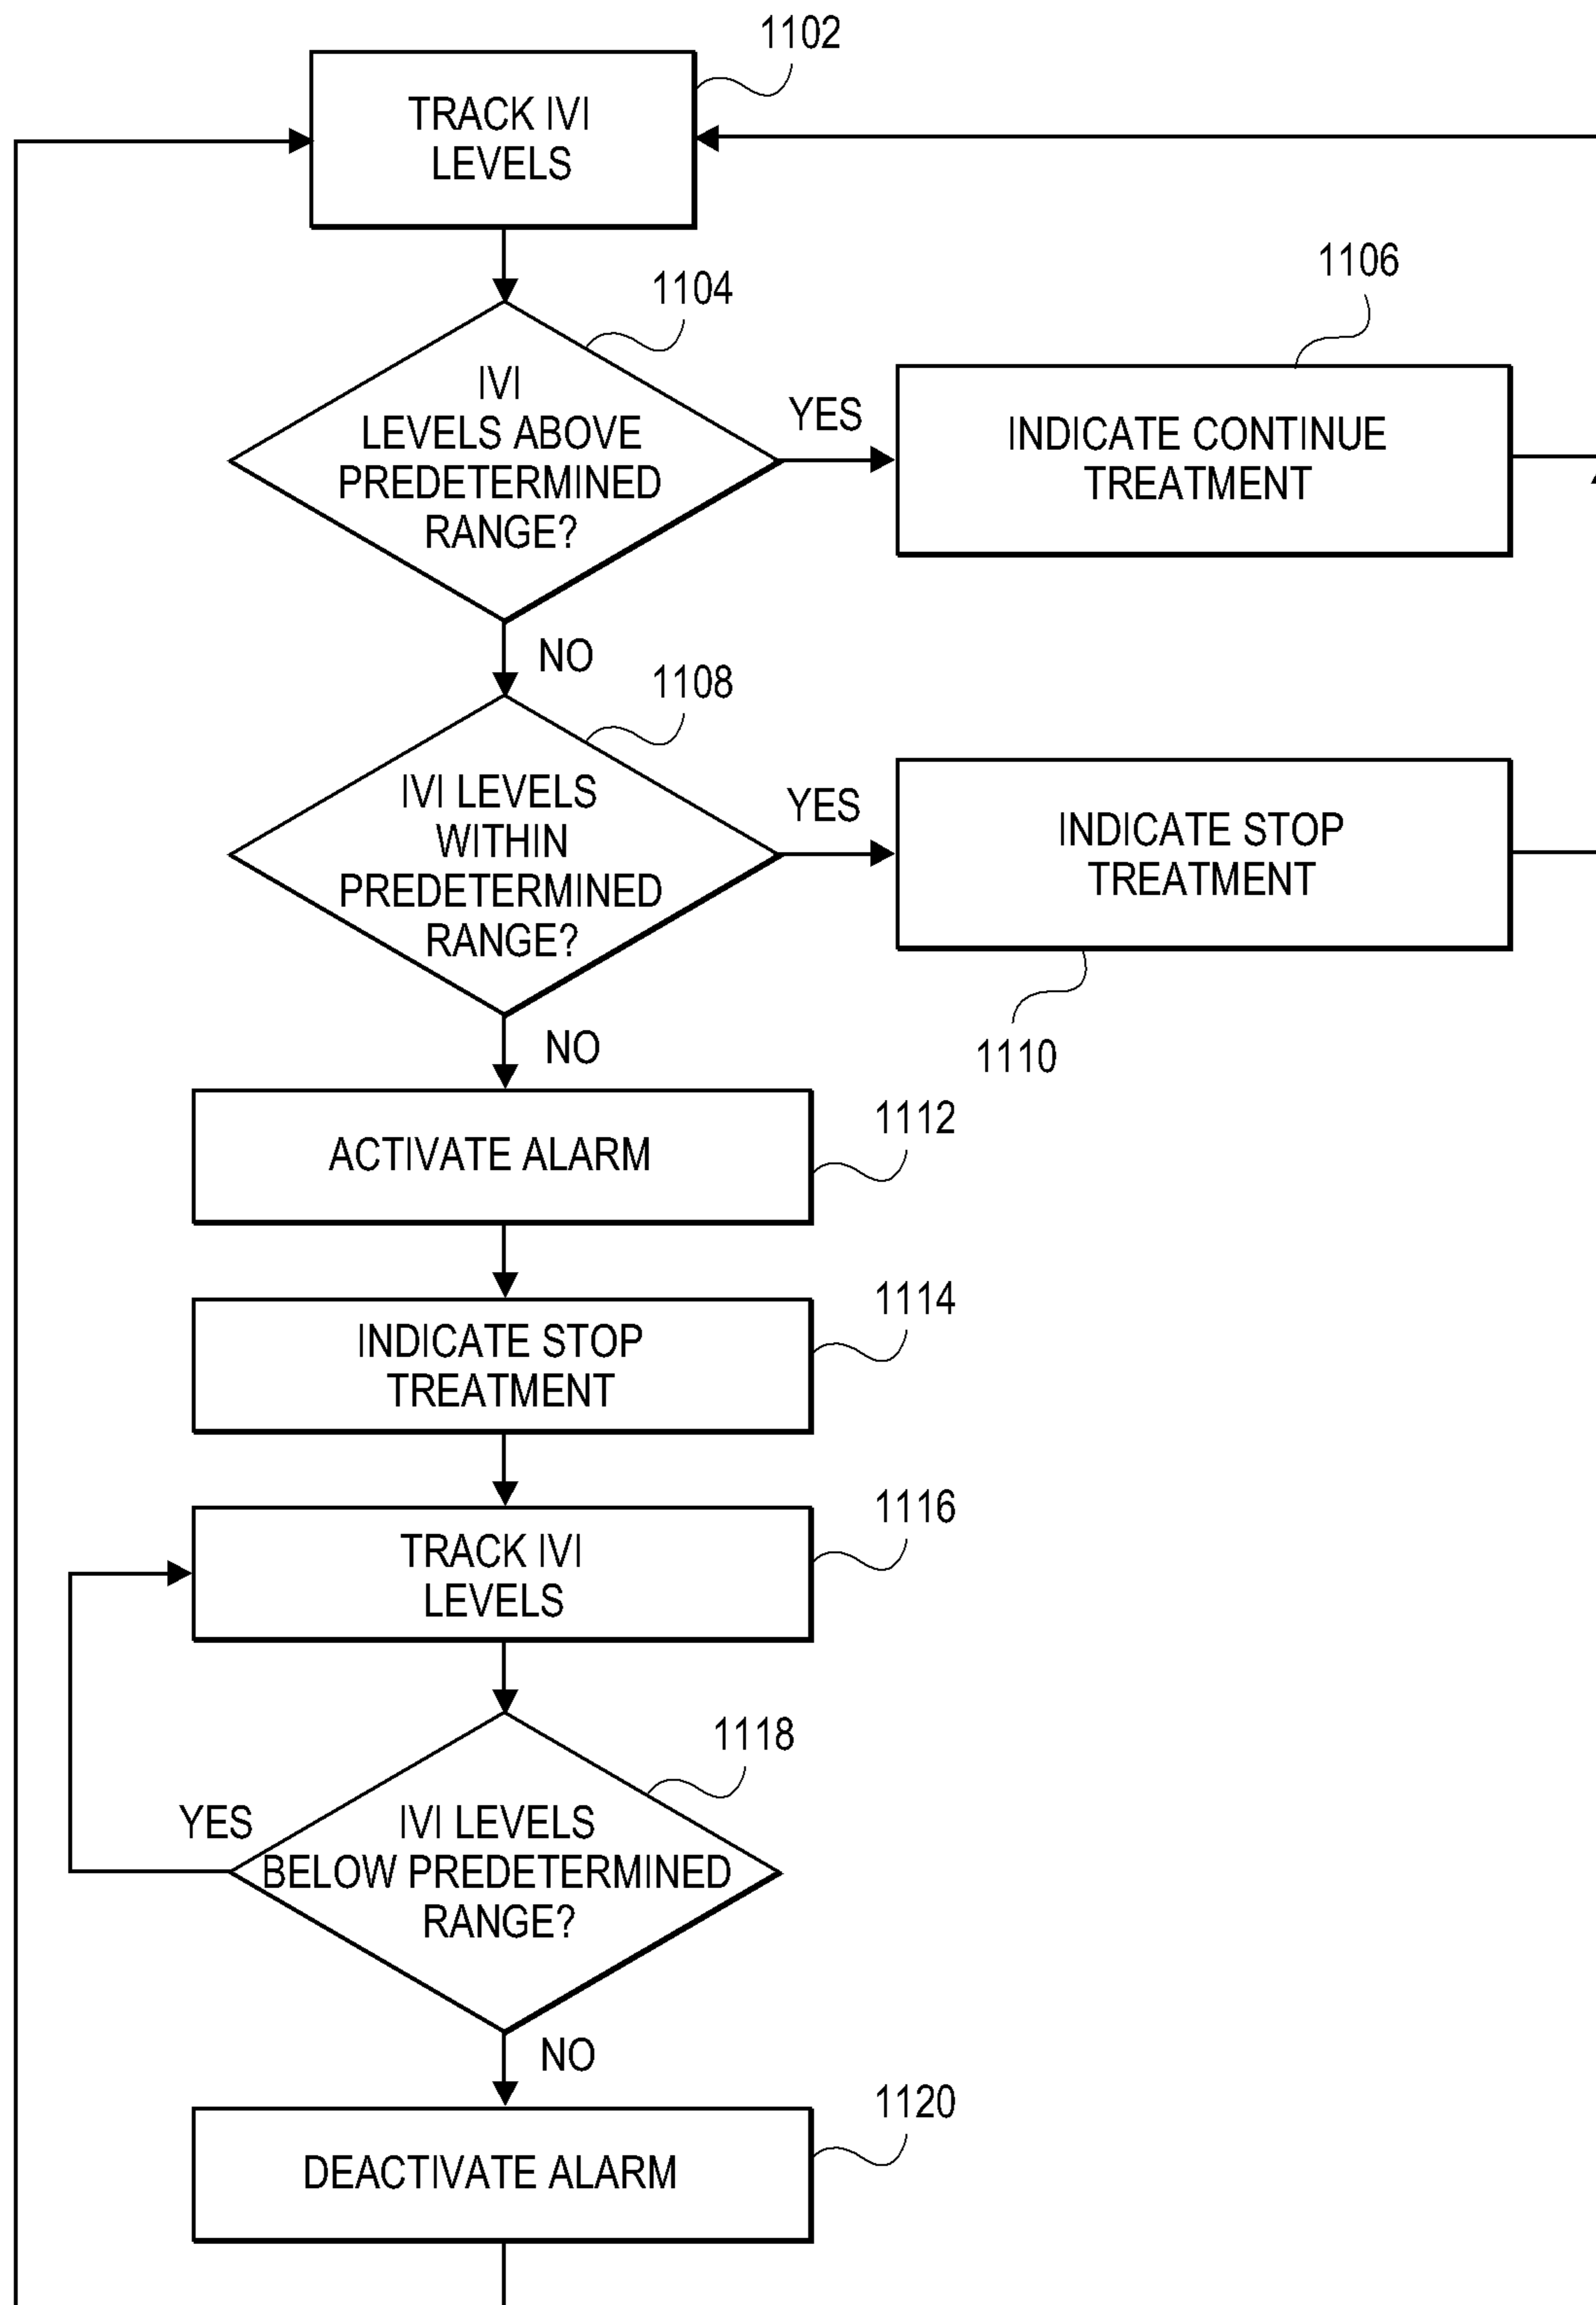 1102
TRACK IVI
LEVELS
1104
1106
IVI
LEVELS ABOVE
PREDETERMINED
RANGE?
YES
INDICATE CONTINUE
TREATMENT
NO
1108
IVI LEVELS
WITHIN
PREDETERMINED
RANGE?
YES
INDICATE STOP
TREATMENT
1110
NO
ACTIVATE ALARM
1112
INDICATE STOP
TREATMENT
1114
TRACK IVI
LEVELS
1116
1118
YES
IVI LEVELS
BELOW PREDETERMINED
RANGE?
NO
1120
DEACTIVATE ALARM